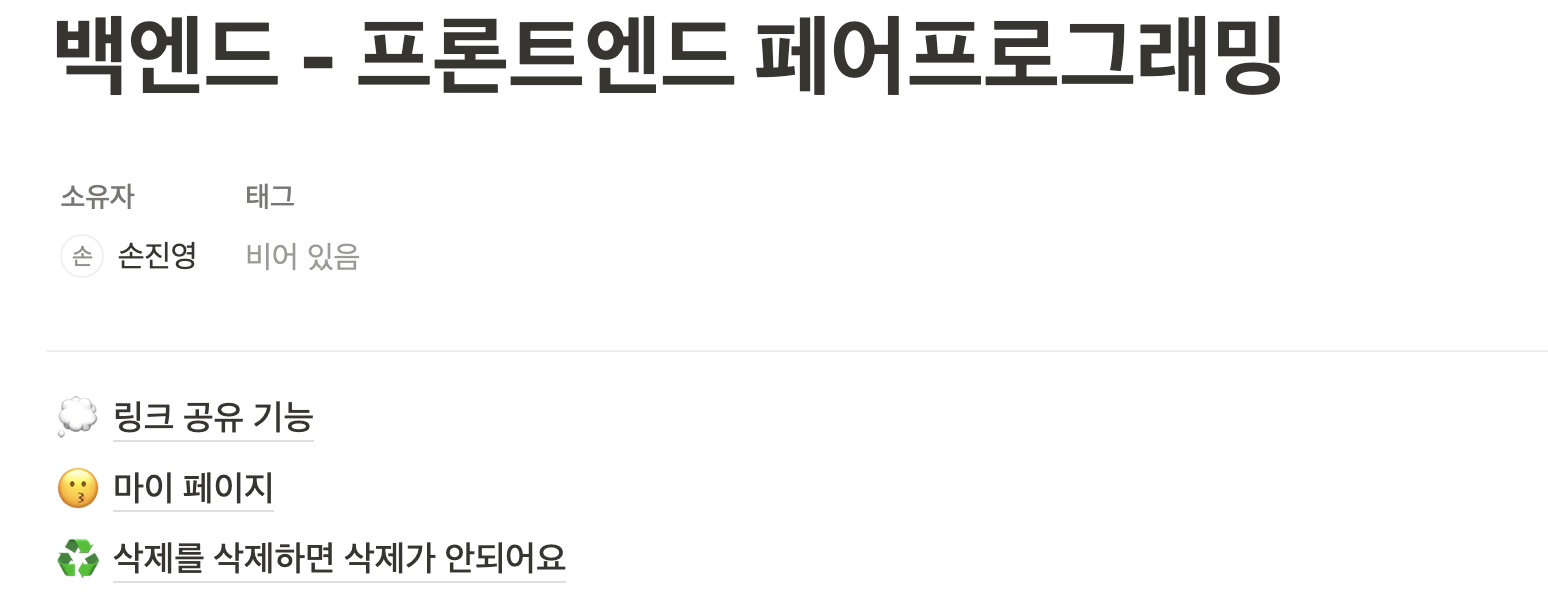 백엔드 - 프론트엔드 페어프로그래밍
소유자 태그
손 손진영 비어 있음
링크 공유 기능
마이 페이지
삭제를 삭제하면 삭제가 안되어요